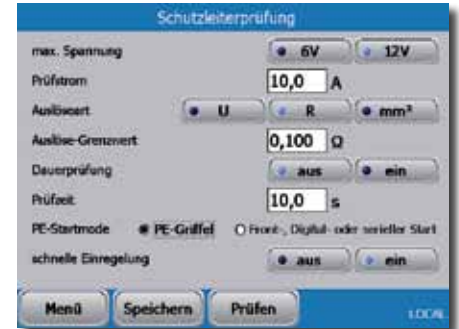 Schutzleiterprüfung
max. Spannung 6V 12V
Prüfstrom 10,0 A
Auslöseart U R mm²
Auslöse-Grenzwert 0,100 Ω
Dauerprüfung aus ein
Prüfzeit 10,0 s
PE-Startmode PE-Griffel Front-, Digital- oder serieller Start
schnelle Einregelung aus ein
Menü Speichern Prüfen LOCAL